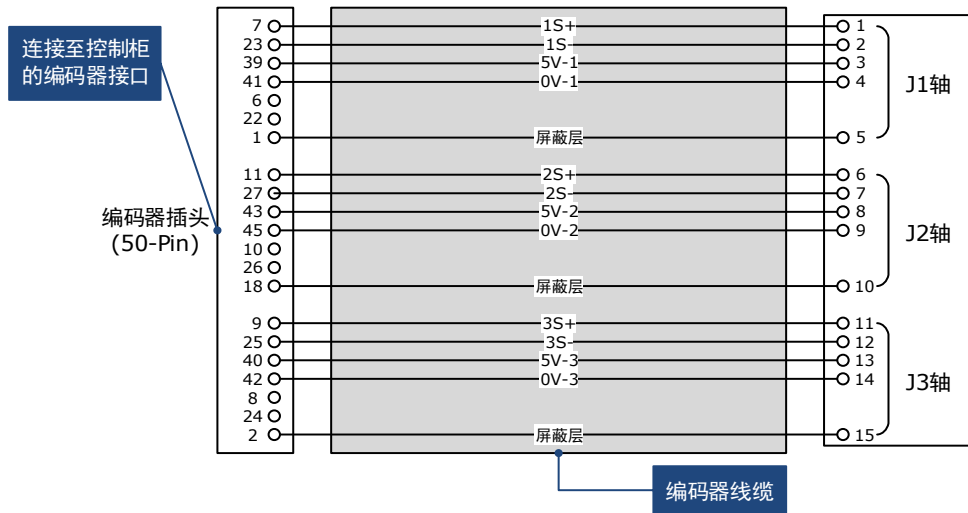 连接至控制柜
的编码器接口
编码器插头
(50-Pin)
7 1S+ 1
23 1S- 2
39 5V-1 3
41 0V-1 4
6
22
1 屏蔽层 5
J1轴
11 2S+ 6
27 2S- 7
43 5V-2 8
45 0V-2 9
10
26
18 屏蔽层 10
J2轴
9 3S+ 11
25 3S- 12
40 5V-3 13
42 0V-3 14
8
24
2 屏蔽层 15
J3轴
编码器线缆